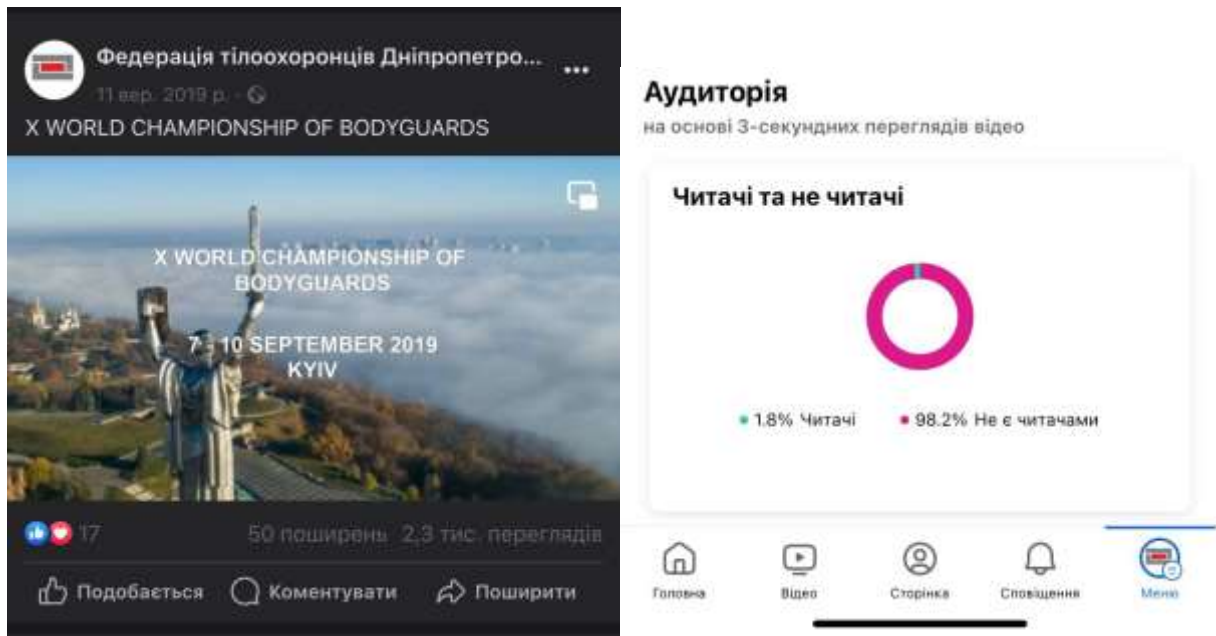 Федерація тілоохоронців Дніпропетро...
11 вер. 2019 р.
X WORLD CHAMPIONSHIP OF BODYGUARDS
X WORLD CHAMPIONSHIP OF
BODYGUARDS
7 - 10 SEPTEMBER 2019
KYIV
17
50 поширень 2,3 тис. переглядів
Подобається Коментувати Поширити
Аудиторія
на основі 3-секундних переглядів відео
Читачі та не читачі
1.8% Читачі 98.2% Не є читачами
Головна Відео Сторінка Сповіщення Меню